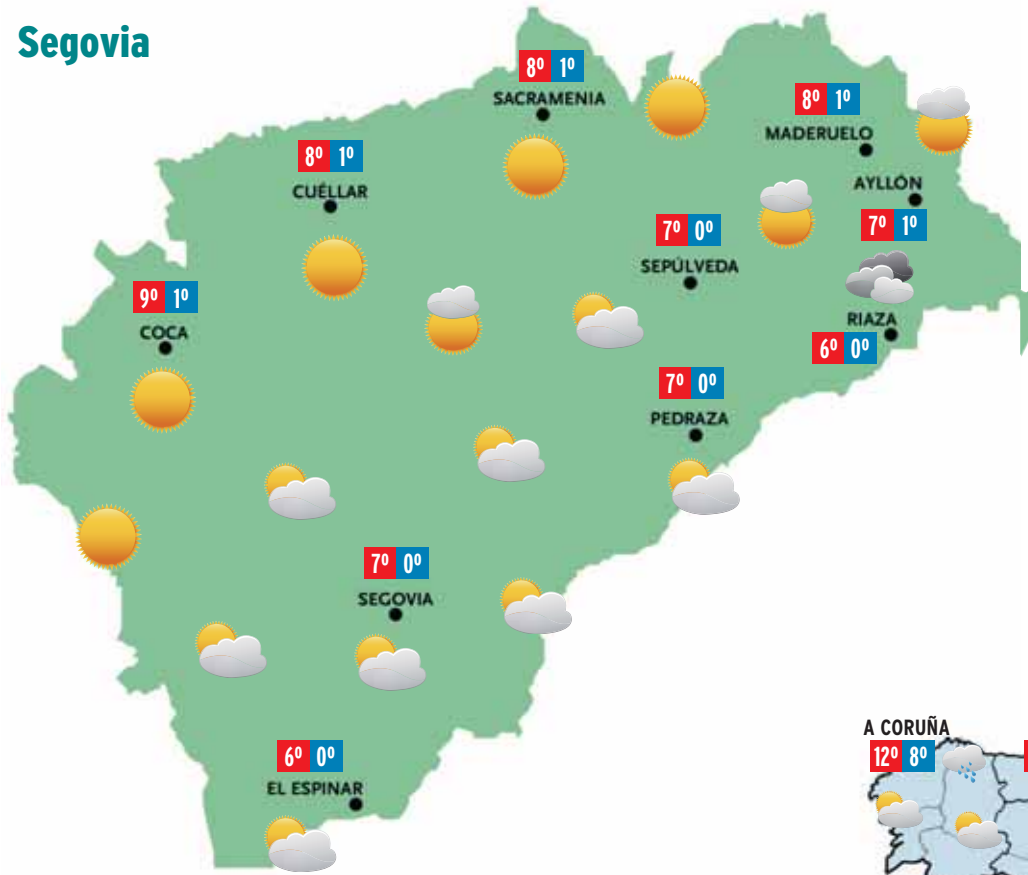 Segovia
8º 1º
SACRAMENIA
8º 1º
MADERUELO
8º 1º
CUÉLLAR
AYLLÓN
7º 1º
7º 0º
SEPÚLVEDA
9º 1º
COCA
RIAZA
6º 0º
7º 0º
PEDRAZA
7º 0º
SEGOVIA
6º 0º
EL ESPINAR
A CORUÑA
12º 8º